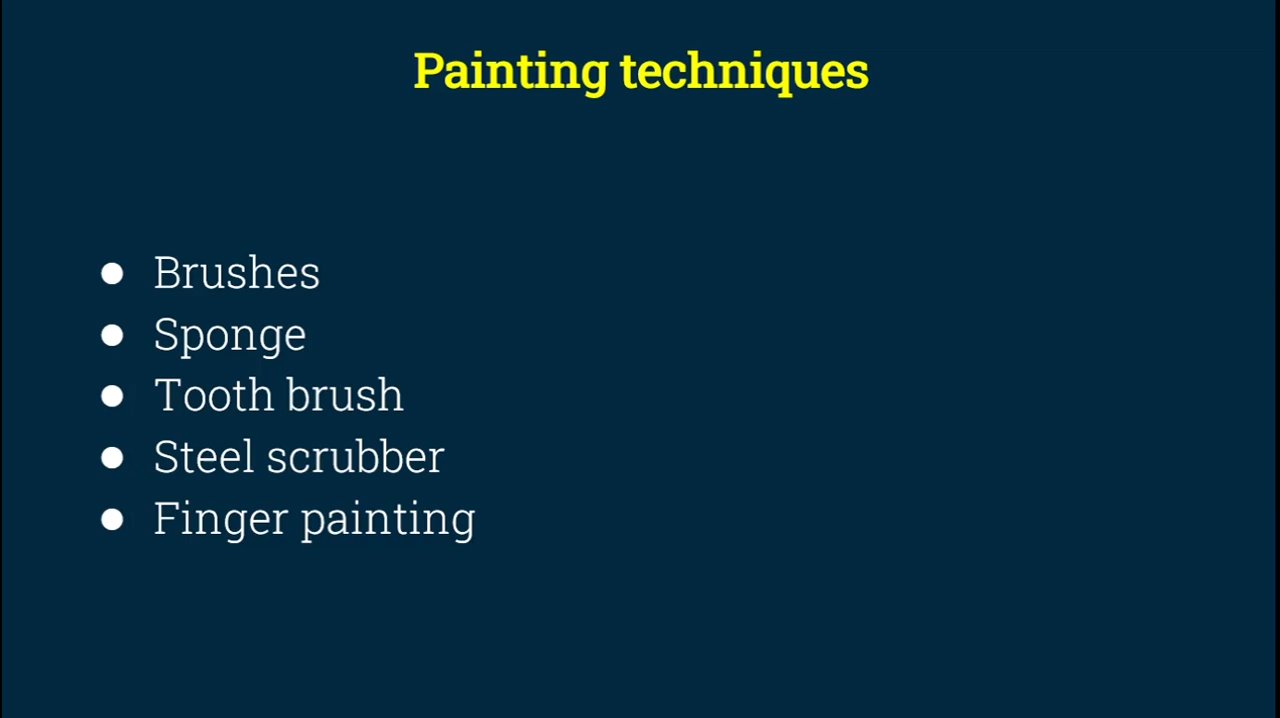 Painting techniques
● Brushes
● Sponge
● Tooth brush
● Steel scrubber
● Finger painting